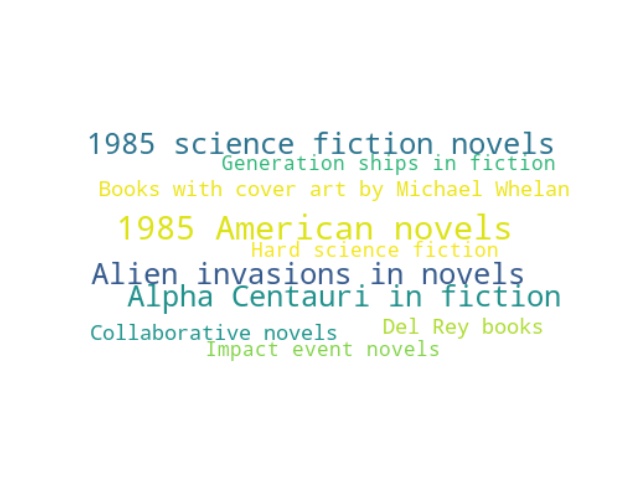 1985 science fiction novels
Generation ships in fiction
Books with cover art by Michael Whelan
1985 American novels
Hard science fiction
Alien invasions in novels
Alpha Centauri in fiction
Del Rey books
Collaborative novels
Impact event novels